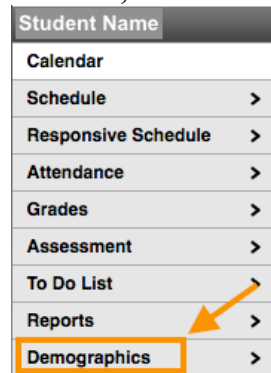 Student Name
Calendar
Schedule >
Responsive Schedule >
Attendance >
Grades >
Assessment >
To Do List >
Reports >
Demographics >